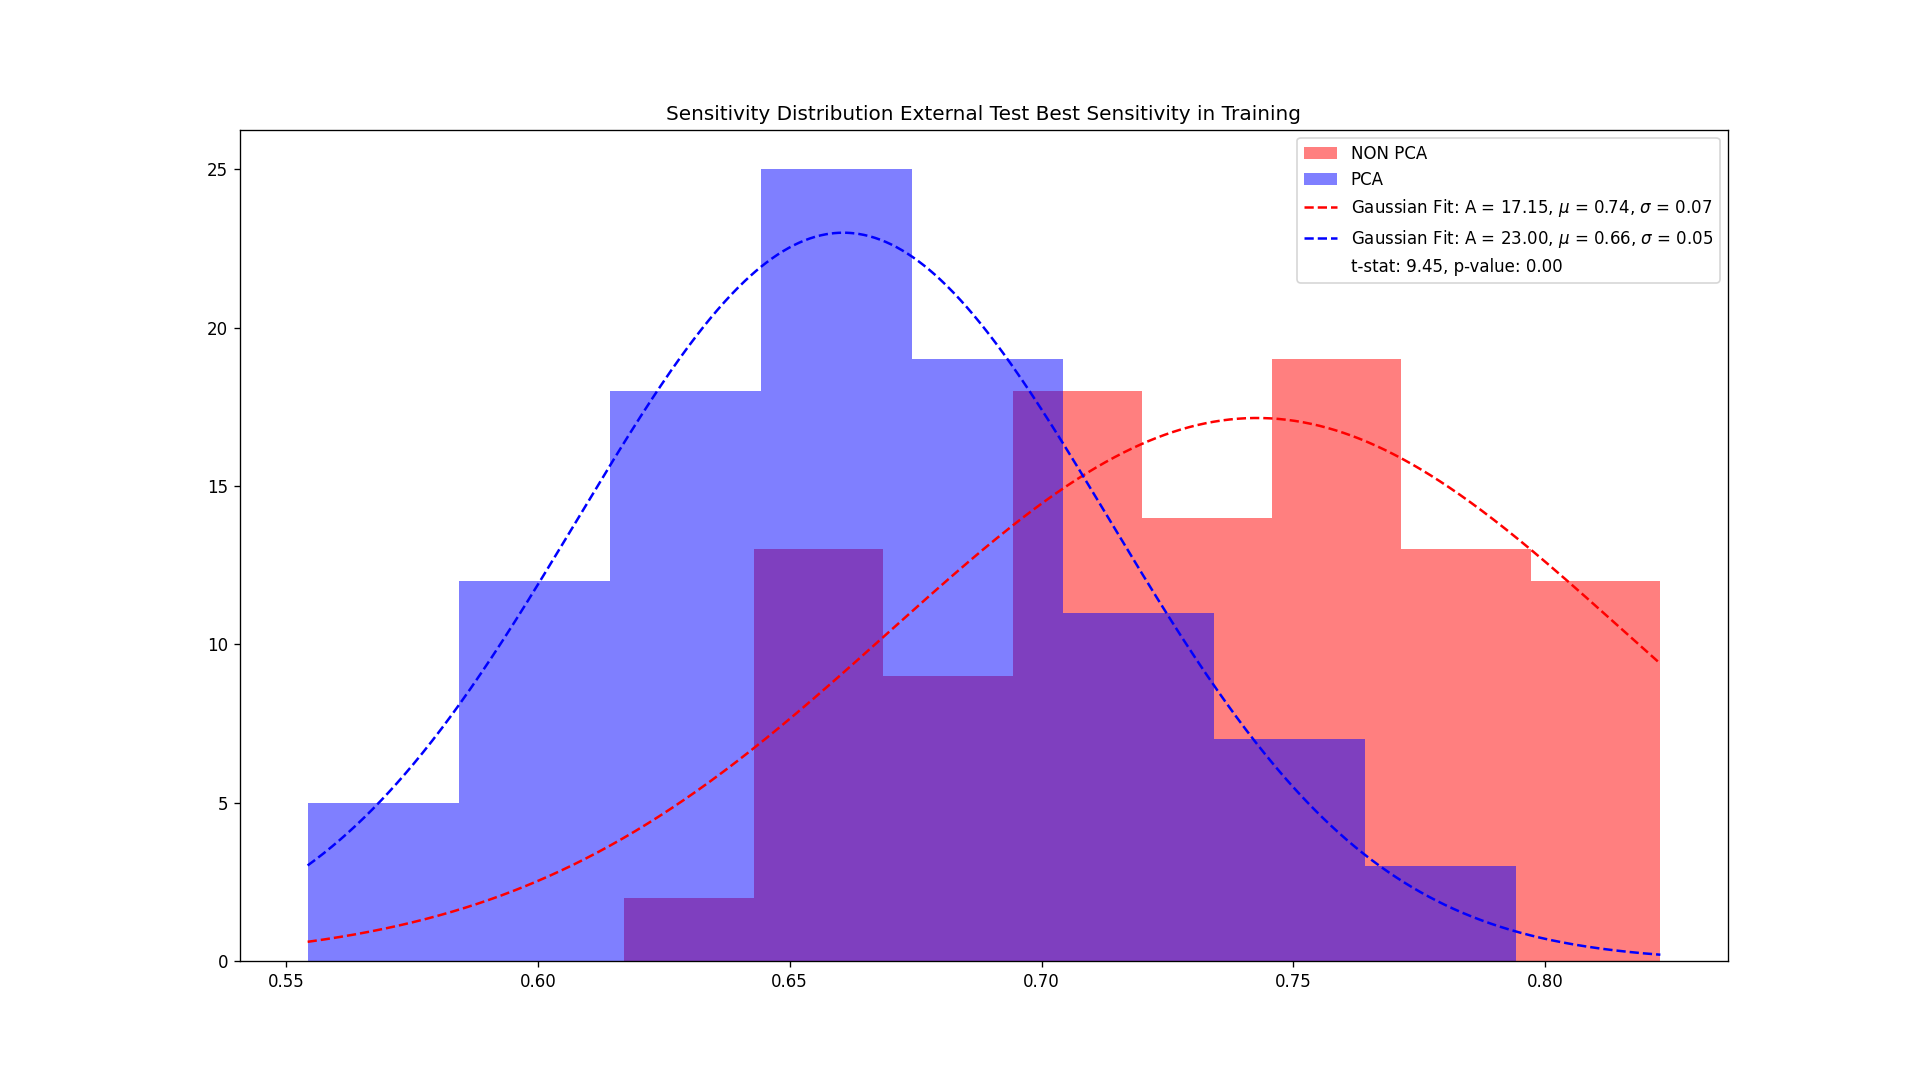 Sensitivity Distribution External Test Best Sensitivity in Training
NON PCA
PCA
Gaussian Fit: A = 17.15, μ = 0.74, σ = 0.07
Gaussian Fit: A = 23.00, μ = 0.66, σ = 0.05
t-stat: 9.45, p-value: 0.00
25
20
15
10
5
0
0.55 0.60 0.65 0.70 0.75 0.80